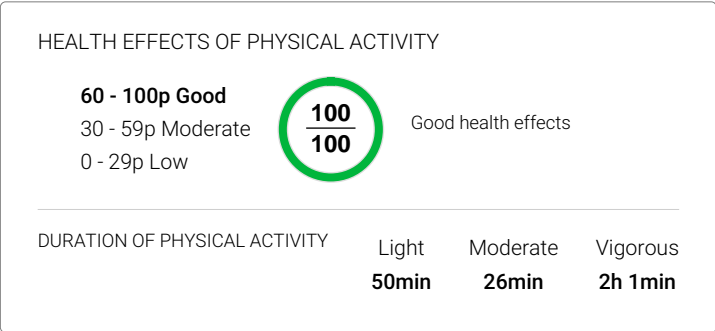 HEALTH EFFECTS OF PHYSICAL ACTIVITY
60 - 100p Good
30 - 59p Moderate
0 - 29p Low
100
100
Good health effects
DURATION OF PHYSICAL ACTIVITY
Light Moderate Vigorous
50min 26min 2h 1min